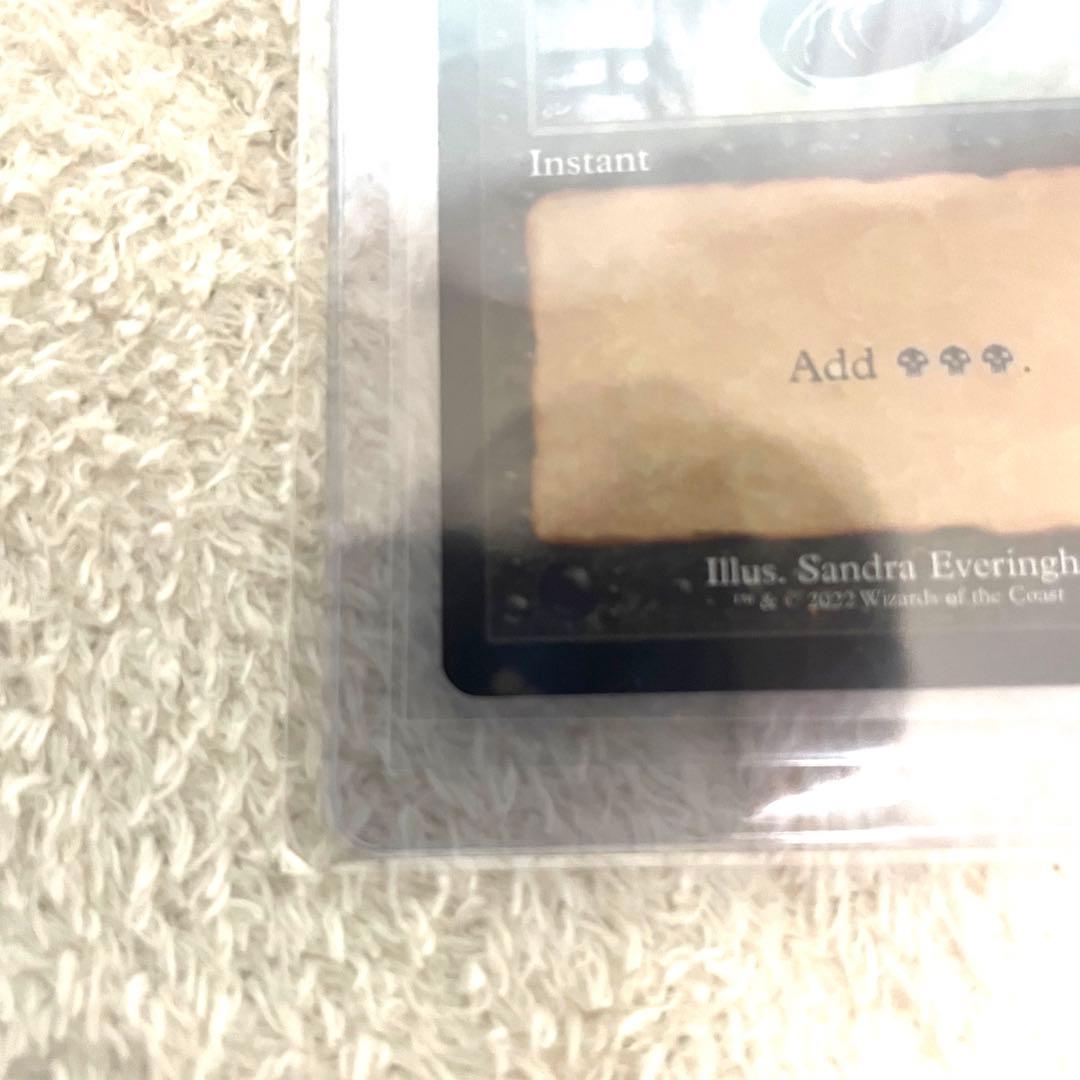 Instant
Add .
Illus. Sandra Everingh
™ & © 2022 Wizards of the Coast